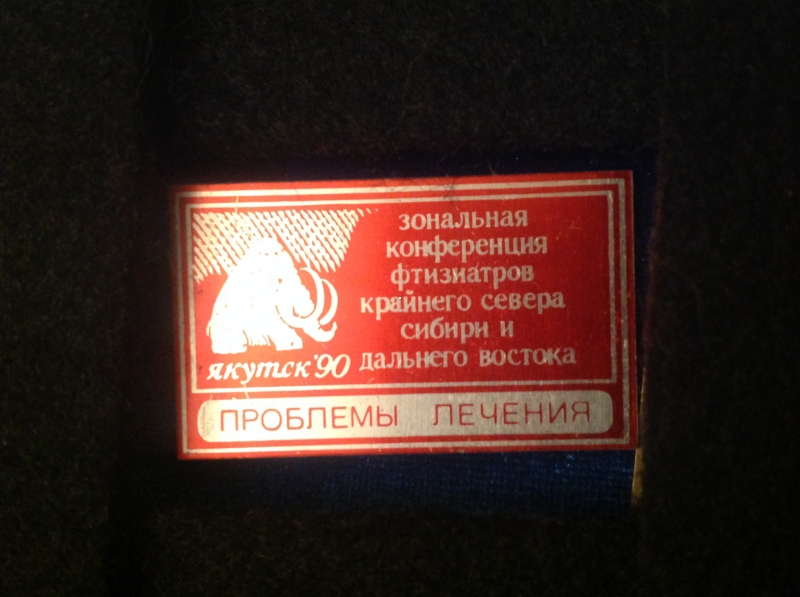 зональная
конференция
фтизиатров
крайнего севера
сибири и
дальнего востока
якутск'90
ПРОБЛЕМЫ ЛЕЧЕНИЯ